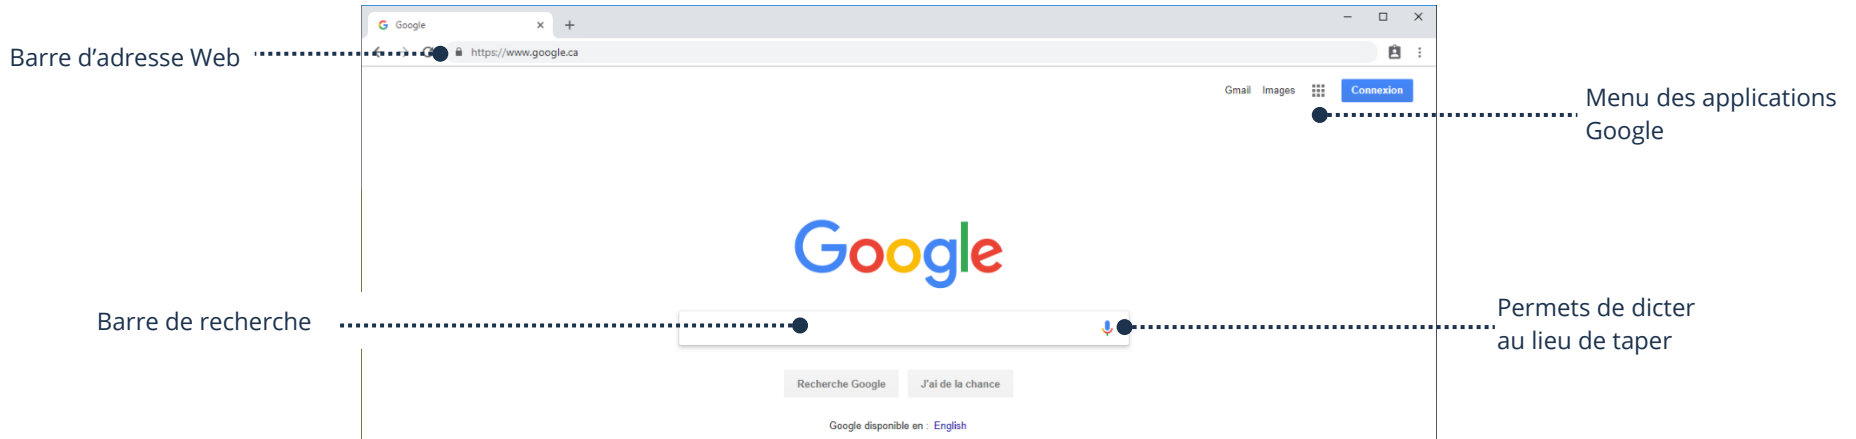 Google
Barre d’adresse Web
https://www.google.ca
Gmail Images Connexion
Menu des applications
Google
Google
Barre de recherche
Permets de dicter
au lieu de taper
Recherche Google J'ai de la chance
Google disponible en : English